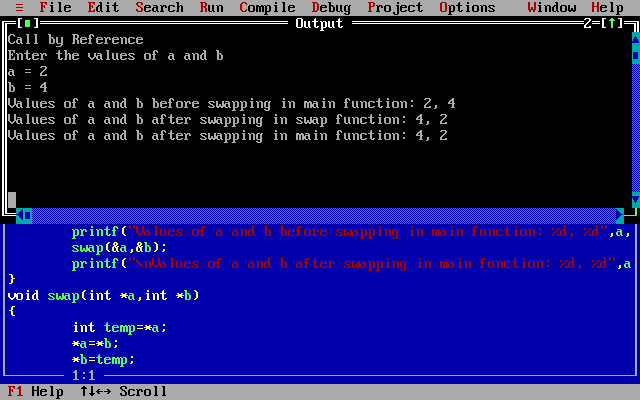 ≡ File Edit Search Run Compile Debug Project Options Window Help
[■] Output 2=[↑]
Call by Reference
Enter the values of a and b
a = 2
b = 4
Values of a and b before swapping in main function: 2, 4
Values of a and b after swapping in swap function: 4, 2
Values of a and b after swapping in main function: 4, 2
printf("Values of a and b before swapping in main function: %d, %d",a,
swap(&a,&b);
printf("\nValues of a and b after swapping in main function: %d, %d",a
}
void swap(int *a,int *b)
{
int temp=*a;
*a=*b;
*b=temp;
1:1
F1 Help ↑↓←→ Scroll